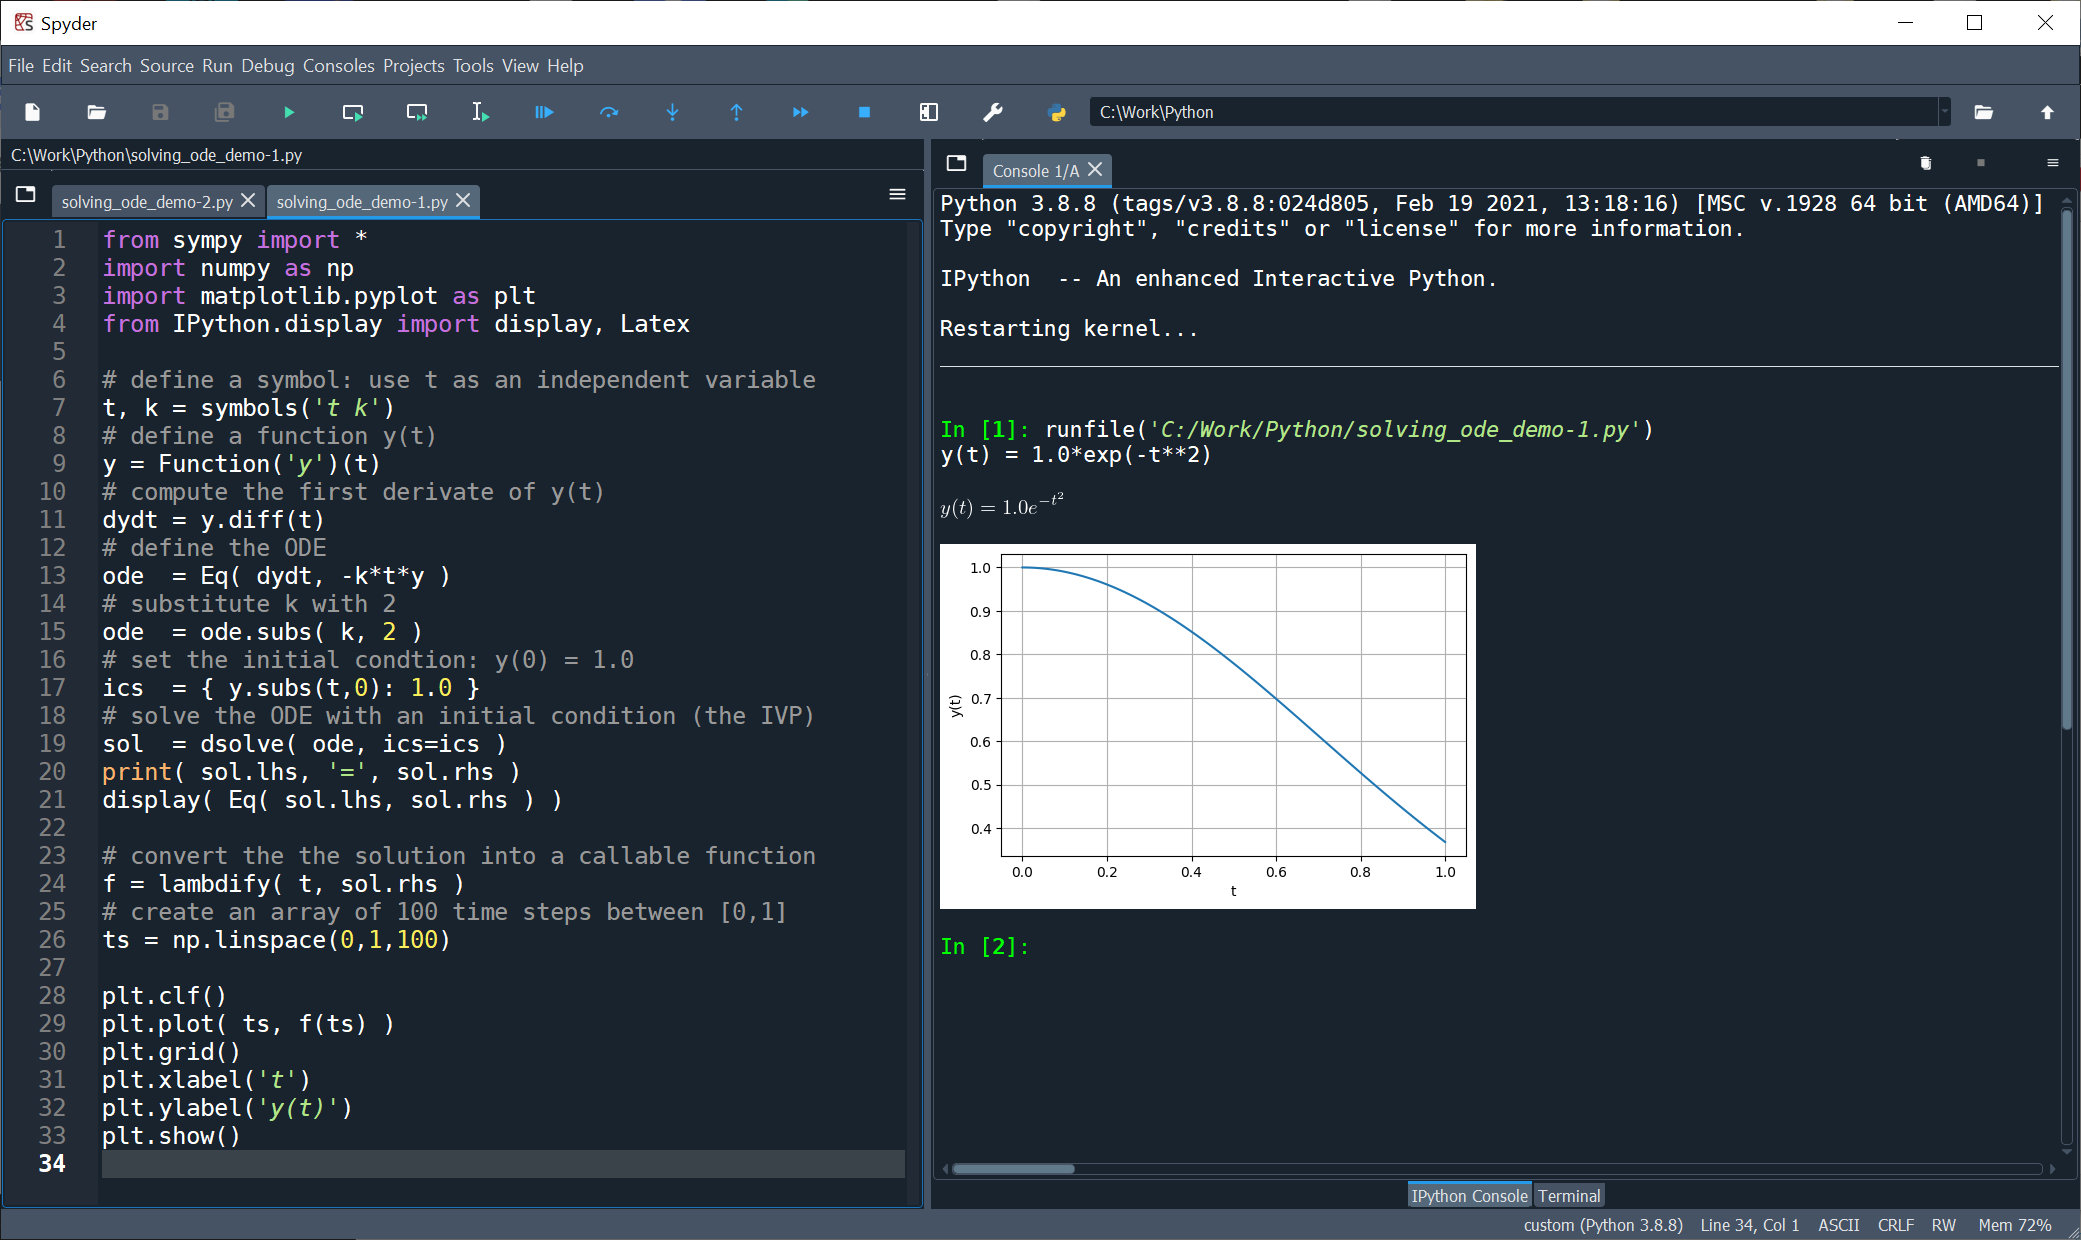 Spyder
File Edit Search Source Run Debug Consoles Projects Tools View Help
C:\Work\Python
C:\Work\Python\solving_ode_demo-1.py
solving_ode_demo-2.py
solving_ode_demo-1.py
1 from sympy import *
2 import numpy as np
3 import matplotlib.pyplot as plt
4 from IPython.display import display, Latex
5
6 # define a symbol: use t as an independent variable
7 t, k = symbols('t k')
8 # define a function y(t)
9 y = Function('y')(t)
10 # compute the first derivate of y(t)
11 dydt = y.diff(t)
12 # define the ODE
13 ode  = Eq( dydt, -k*t*y )
14 # substitute k with 2
15 ode  = ode.subs( k, 2 )
16 # set the initial condtion: y(0) = 1.0
17 ics  = { y.subs(t,0): 1.0 }
18 # solve the ODE with an initial condition (the IVP)
19 sol  = dsolve( ode, ics=ics )
20 print( sol.lhs, '=', sol.rhs )
21 display( Eq( sol.lhs, sol.rhs ) )
22
23 # convert the the solution into a callable function
24 f = lambdify( t, sol.rhs )
25 # create an array of 100 time steps between [0,1]
26 ts = np.linspace(0,1,100)
27
28 plt.clf()
29 plt.plot( ts, f(ts) )
30 plt.grid()
31 plt.xlabel('t')
32 plt.ylabel('y(t)')
33 plt.show()
34
Console 1/A
Python 3.8.8 (tags/v3.8.8:024d805, Feb 19 2021, 13:18:16) [MSC v.1928 64 bit (AMD64)]
Type "copyright", "credits" or "license" for more information.
IPython  -- An enhanced Interactive Python.
Restarting kernel...
In [1]: runfile('C:/Work/Python/solving_ode_demo-1.py')
y(t) = 1.0*exp(-t**2)
y(t) = 1.0e^{-t^2}
1.0
0.9
0.8
0.7
0.6
0.5
0.4
y(t)
0.0 0.2 0.4 0.6 0.8 1.0
t
In [2]:
IPython Console Terminal
custom (Python 3.8.8) Line 34, Col 1 ASCII CRLF RW Mem 72%